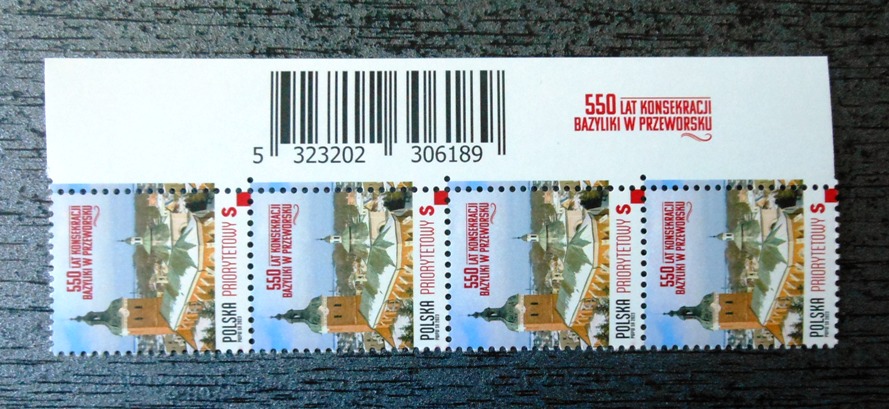 5 323202 306189
550 LAT KONSEKRACJI
BAZYLIKI W PRZEWORSKU
550 LAT KONSEKRACJI
BAZYLIKI W PRZEWORSKU
POLSKA PRIORYTETOWY S
550 LAT KONSEKRACJI
BAZYLIKI W PRZEWORSKU
POLSKA PRIORYTETOWY S
550 LAT KONSEKRACJI
BAZYLIKI W PRZEWORSKU
POLSKA PRIORYTETOWY S
550 LAT KONSEKRACJI
BAZYLIKI W PRZEWORSKU
POLSKA PRIORYTETOWY S